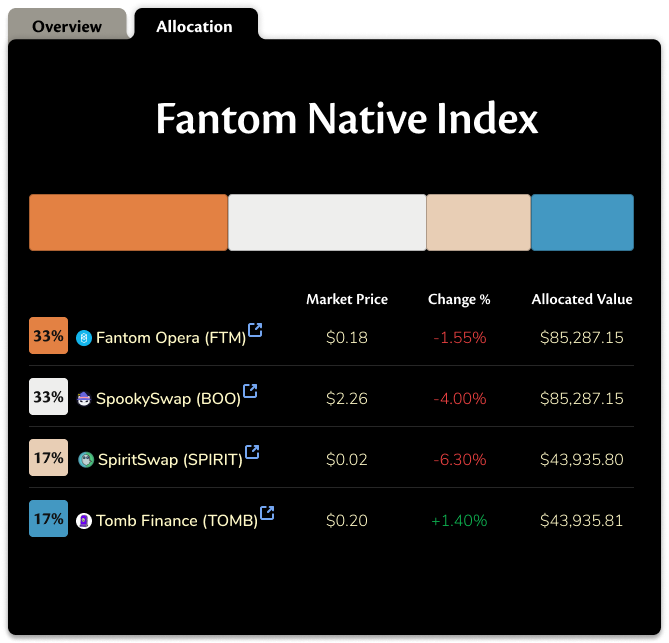 Overview Allocation
Fantom Native Index
Market Price Change % Allocated Value
33% Fantom Opera (FTM) $0.18 -1.55% $85,287.15
33% SpookySwap (BOO) $2.26 -4.00% $85,287.15
17% SpiritSwap (SPIRIT) $0.02 -6.30% $43,935.80
17% Tomb Finance (TOMB) $0.20 +1.40% $43,935.81